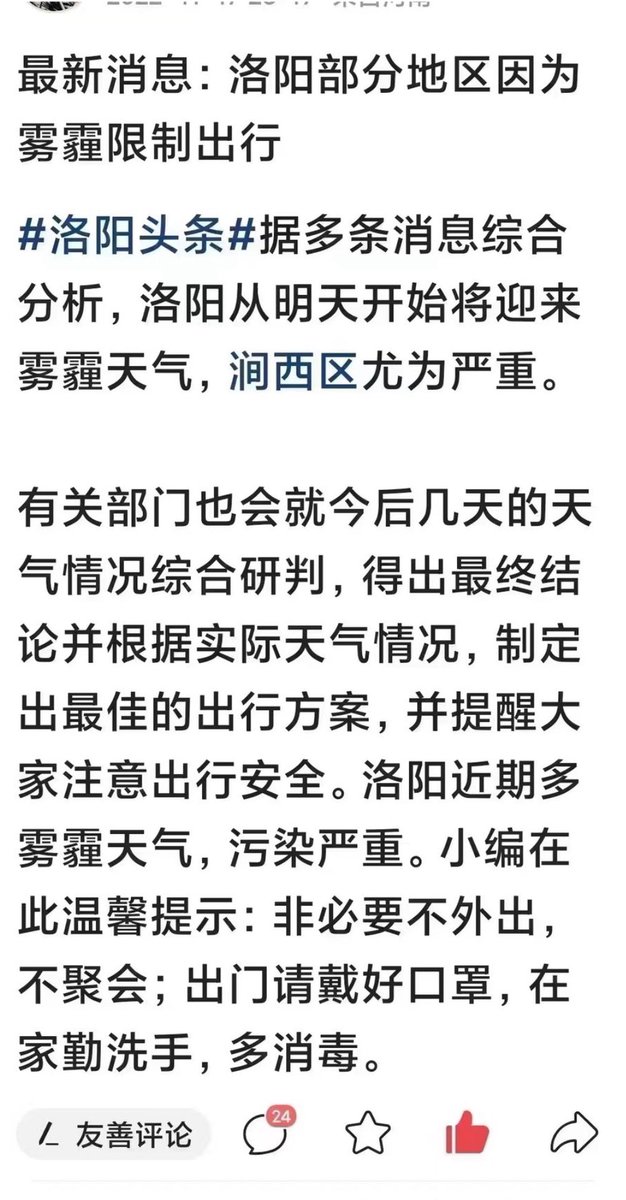 最新消息：洛阳部分地区因为
雾霾限制出行
#洛阳头条#据多条消息综合
分析，洛阳从明天开始将迎来
雾霾天气，涧西区尤为严重。
有关部门也会就今后几天的天
气情况综合研判，得出最终结
论并根据实际天气情况，制定
出最佳的出行方案，并提醒大
家注意出行安全。洛阳近期多
雾霾天气，污染严重。小编在
此温馨提示：非必要不外出，
不聚会；出门请戴好口罩，在
家勤洗手，多消毒。
友善评论 24